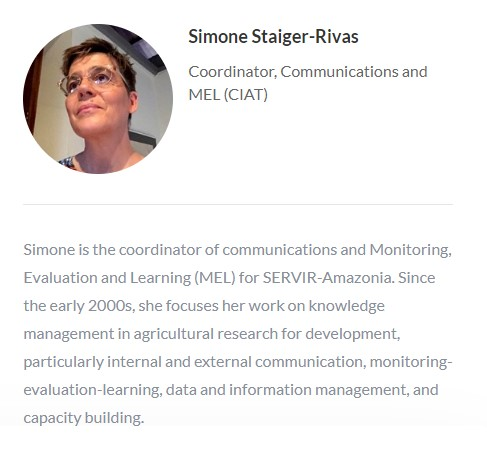 Simone Staiger-Rivas
Coordinator, Communications and
MEL (CIAT)
Simone is the coordinator of communications and Monitoring,
Evaluation and Learning (MEL) for SERVIR-Amazonia. Since
the early 2000s, she focuses her work on knowledge
management in agricultural research for development,
particularly internal and external communication, monitoring-
evaluation-learning, data and information management, and
capacity building.